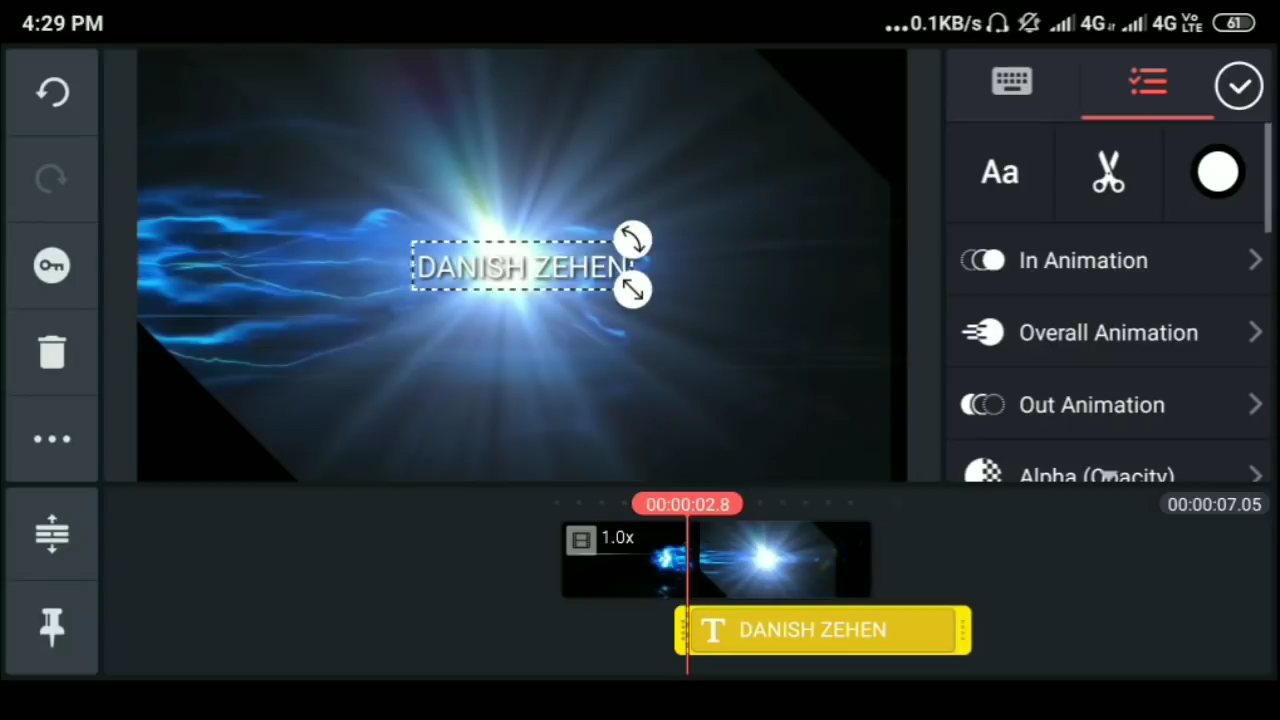 4:29 PM
...0.1KB/s 4G 4G Vo LTE 61
DANISH ZEHEN
Aa
In Animation
Overall Animation
Out Animation
Alpha (Opacity)
00:00:02.8
00:00:07.05
1.0x
T DANISH ZEHEN